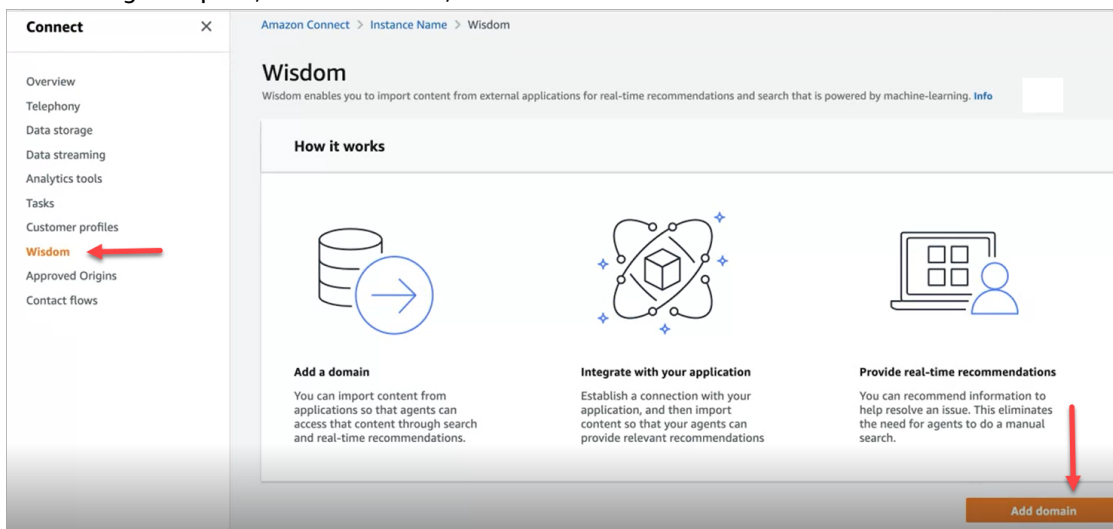 Connect
Amazon Connect > Instance Name > Wisdom
Overview
Telephony
Data storage
Data streaming
Analytics tools
Tasks
Customer profiles
Wisdom
Approved Origins
Contact flows
Wisdom
Wisdom enables you to import content from external applications for real-time recommendations and search that is powered by machine-learning. Info
How it works
Add a domain
You can import content from
applications so that agents can
access that content through search
and real-time recommendations.
Integrate with your application
Establish a connection with your
application, and then import
content so that your agents can
provide relevant recommendations
Provide real-time recommendations
You can recommend information to
help resolve an issue. This eliminates
the need for agents to do a manual
search.
Add domain